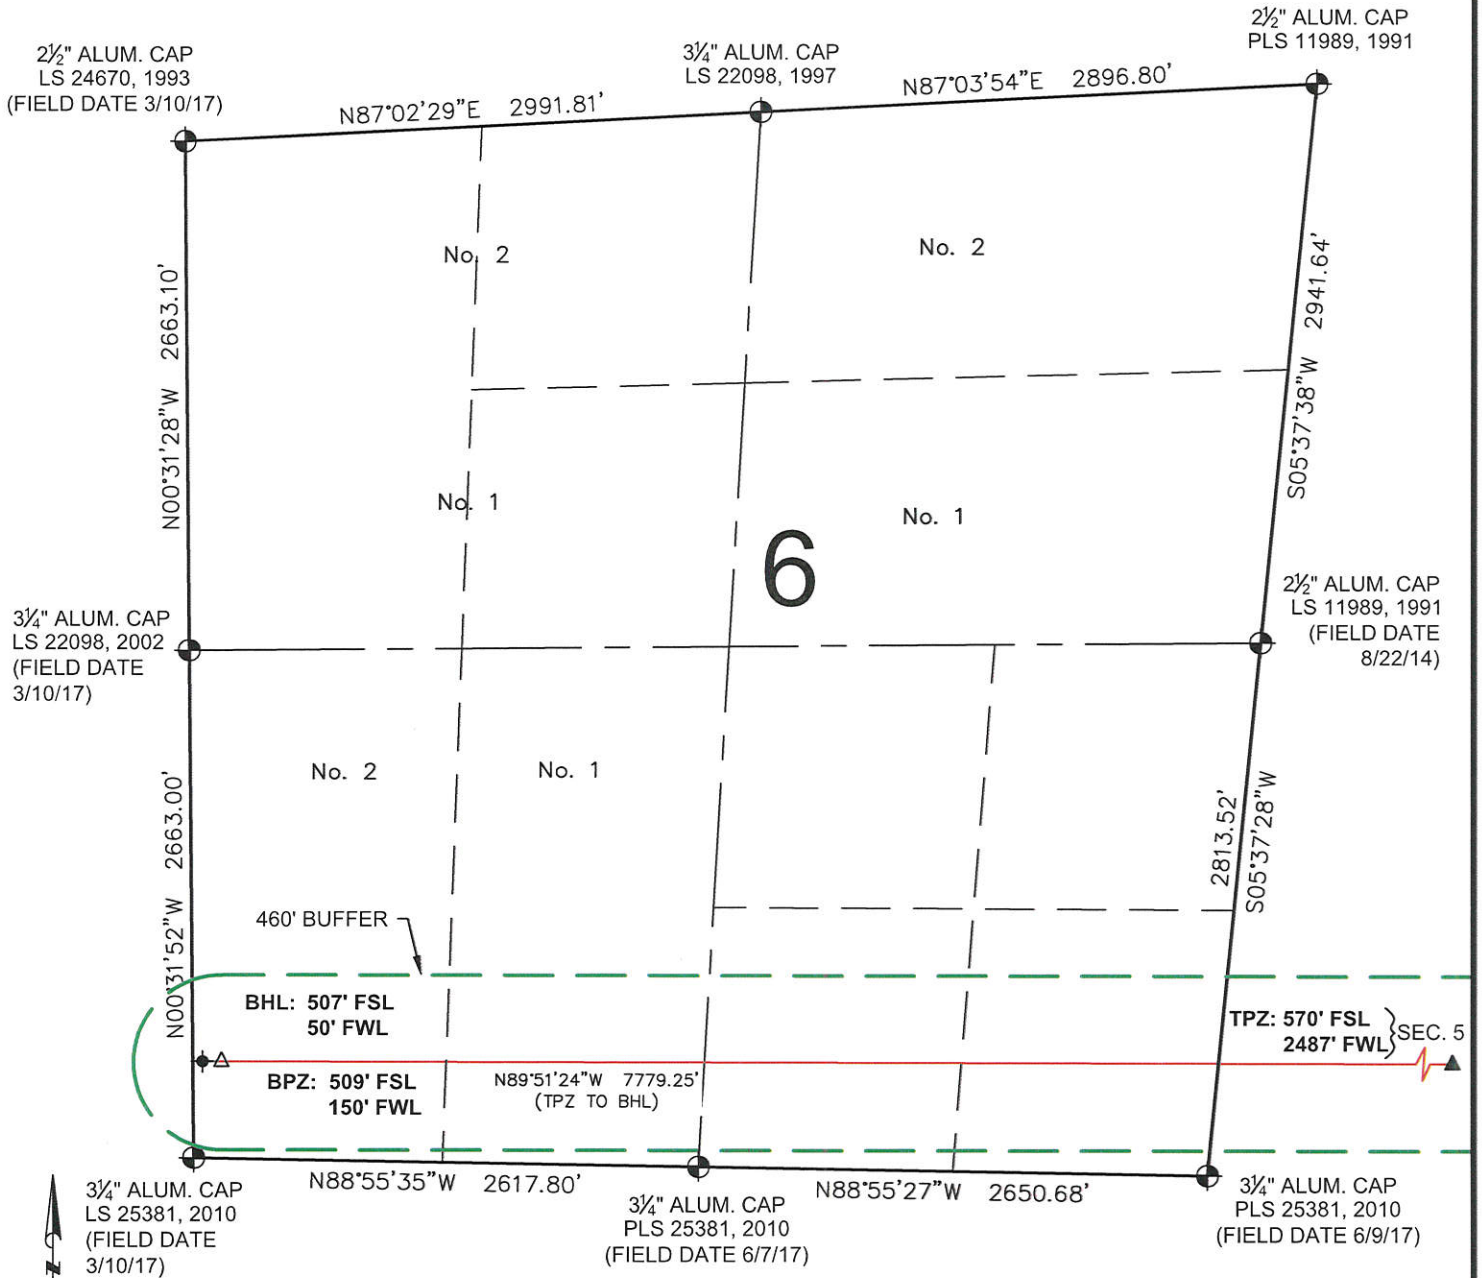 2½" ALUM. CAP
PLS 11989, 1991
2½" ALUM. CAP
LS 24670, 1993
(FIELD DATE 3/10/17)
3¼" ALUM. CAP
LS 22098, 1997
N87°02'29"E 2991.81'
N87°03'54"E 2896.80'
No. 2
No. 2
N00°31'28"W 2663.10'
S05°37'38"W 2941.64'
No. 1
No. 1
6
3¼" ALUM. CAP
LS 22098, 2002
(FIELD DATE
3/10/17)
2½" ALUM. CAP
LS 11989, 1991
(FIELD DATE
8/22/14)
No. 2
No. 1
N00°31'52"W 2663.00'
2813.52'
S05°37'28"W
460' BUFFER
BHL: 507' FSL
50' FWL
TPZ: 570' FSL
2487' FWL
SEC. 5
BPZ: 509' FSL
150' FWL
N89°51'24"W 7779.25'
(TPZ TO BHL)
N88°55'35"W 2617.80'
N88°55'27"W 2650.68'
3¼" ALUM. CAP
LS 25381, 2010
(FIELD DATE
3/10/17)
3¼" ALUM. CAP
PLS 25381, 2010
(FIELD DATE 6/7/17)
3¼" ALUM. CAP
PLS 25381, 2010
(FIELD DATE 6/9/17)
N